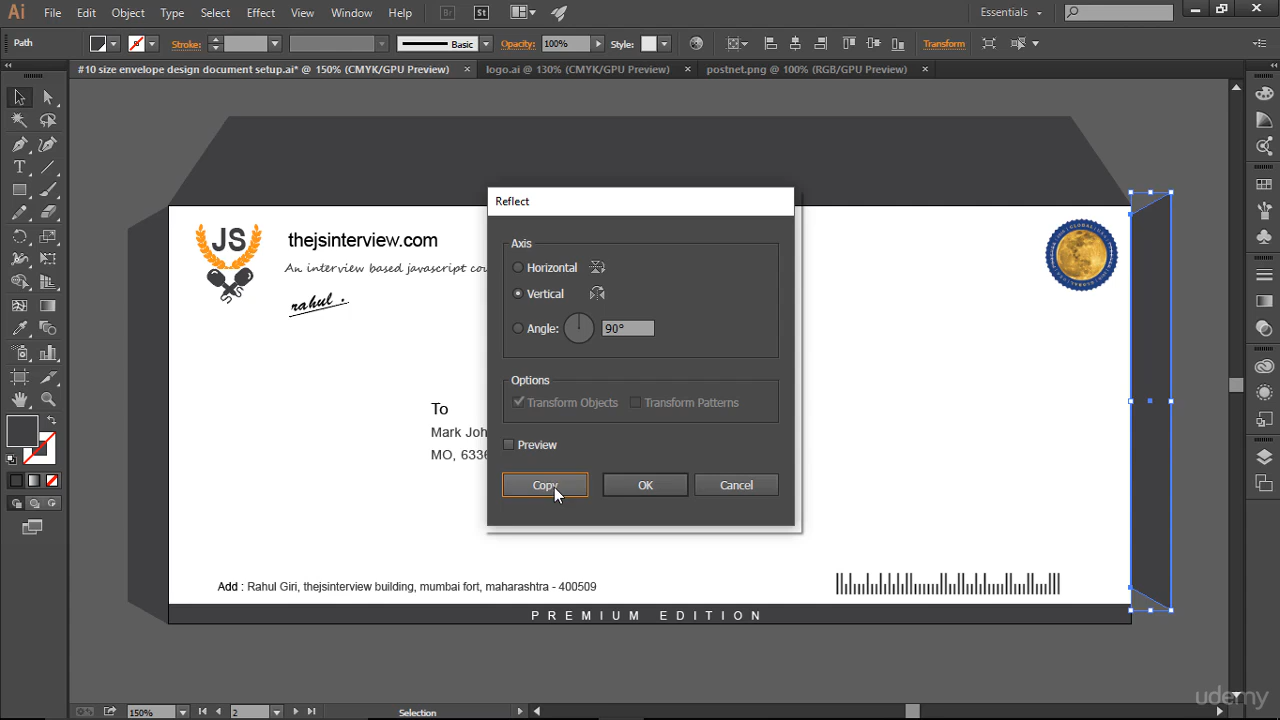 Ai File Edit Object Type Select Effect View Window Help Br St Essentials
Path Stroke: Basic Opacity: 100% Style: Transform
#10 size envelope design document setup.ai* @ 150% (CMYK/GPU Preview) × logo.ai @ 130% (CMYK/GPU Preview) × postnet.png @ 100% (RGB/GPU Preview) ×
Reflect
Axis
Horizontal
Vertical
Angle: 90°
Options
Transform Objects Transform Patterns
Preview
Copy OK Cancel
JS
thejsinterview.com
An interview based javascript cou
rahul .
To
Mark Joh
MO, 6336
Add : Rahul Giri, thejsinterview building, mumbai fort, maharashtra - 400509
PREMIUM EDITION
udemy
150% 2 Selection